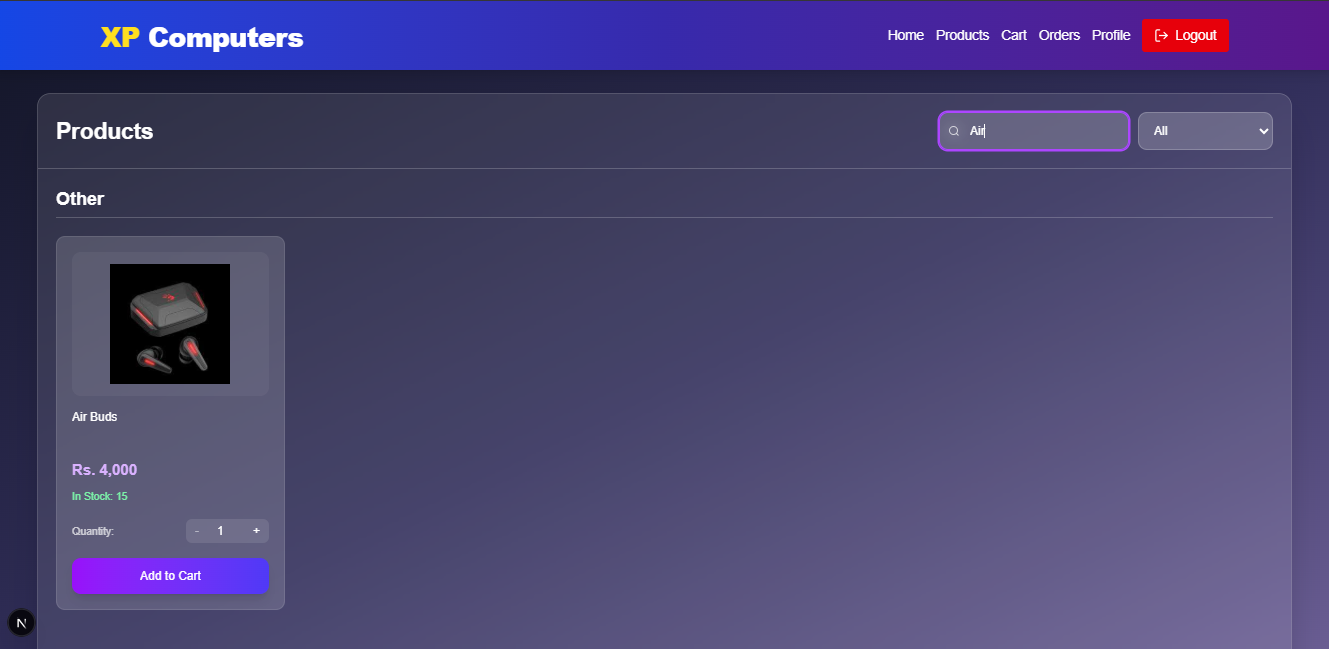 XP Computers
Home Products Cart Orders Profile Logout
Products
Air
All
Other
Air Buds
Rs. 4,000
In Stock: 15
Quantity:
- 1 +
Add to Cart
N